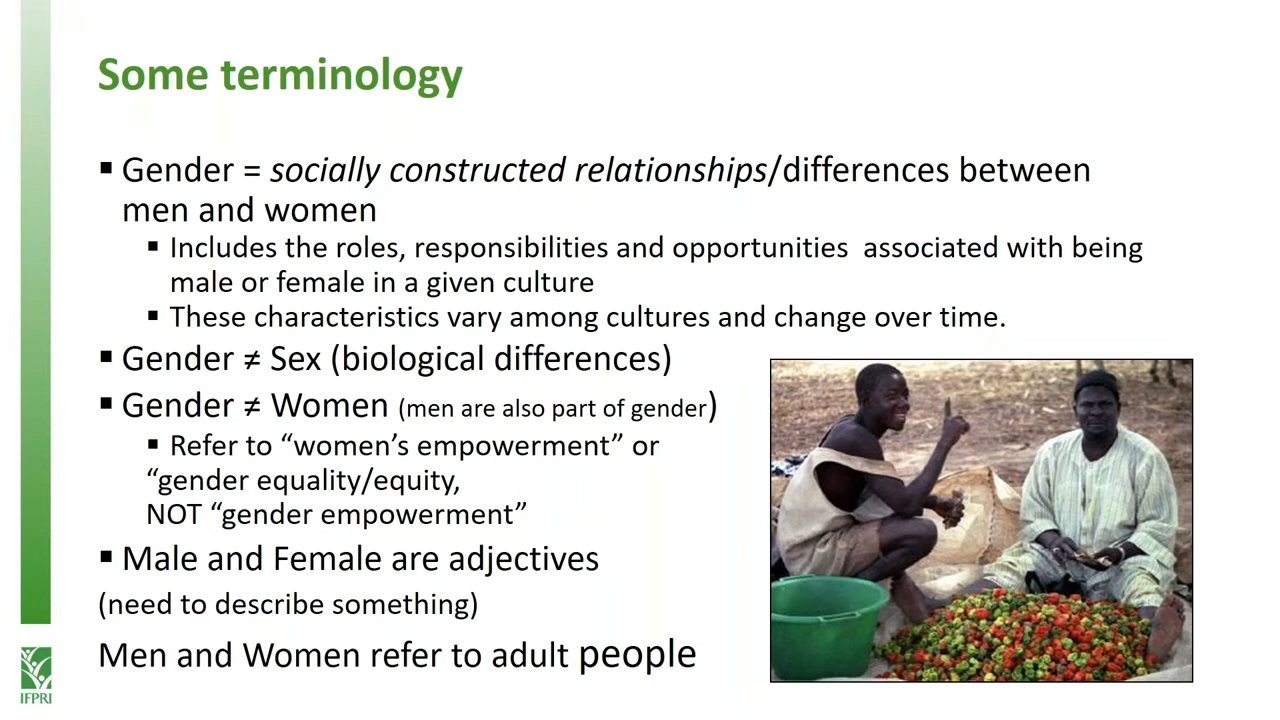 Some terminology
▪ Gender = socially constructed relationships/differences between
men and women
▪ Includes the roles, responsibilities and opportunities  associated with being
male or female in a given culture
▪ These characteristics vary among cultures and change over time.
▪ Gender ≠ Sex (biological differences)
▪ Gender ≠ Women (men are also part of gender)
▪ Refer to “women’s empowerment” or
“gender equality/equity,
NOT “gender empowerment”
▪ Male and Female are adjectives
(need to describe something)
Men and Women refer to adult people
IFPRI